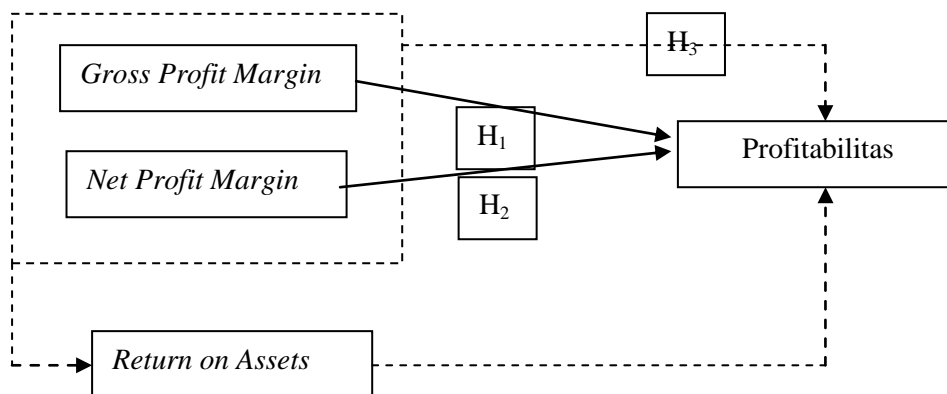 H₃
Gross Profit Margin
H₁
Profitabilitas
Net Profit Margin
H₂
Return on Assets